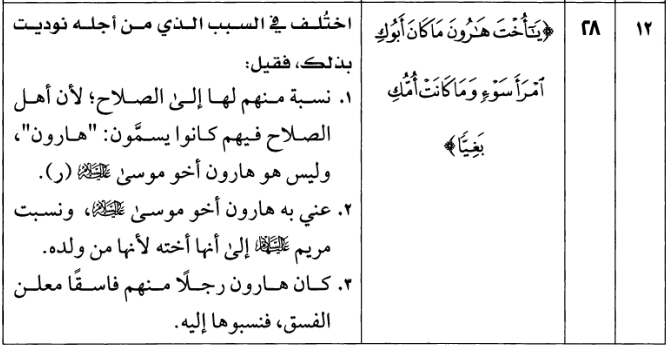 ١٢
٢٨
﴿يَٰٓأُخْتَ هَٰرُونَ مَا كَانَ أَبُوكِ
ٱمْرَأَ سَوْءٍ وَمَا كَانَتْ أُمُّكِ
بَغِيًّا﴾
اختُلف في السبب الذي من أجله نوديت
بذلك، فقيل:
١. نسبة منهم لها إلىٰ الصلاح؛ لأن أهل
الصلاح فيهم كانوا يسمَّون: "هارون"،
وليس هو هارون أخو موسىٰ عليه السلام (ر).
٢. عني به هارون أخو موسىٰ عليه السلام، ونسبت
مريم عليها السلام إلىٰ أنها أخته لأنها من ولده.
٣. كان هارون رجلًا منهم فاسقًا معلن
الفسق، فنسبوها إليه.